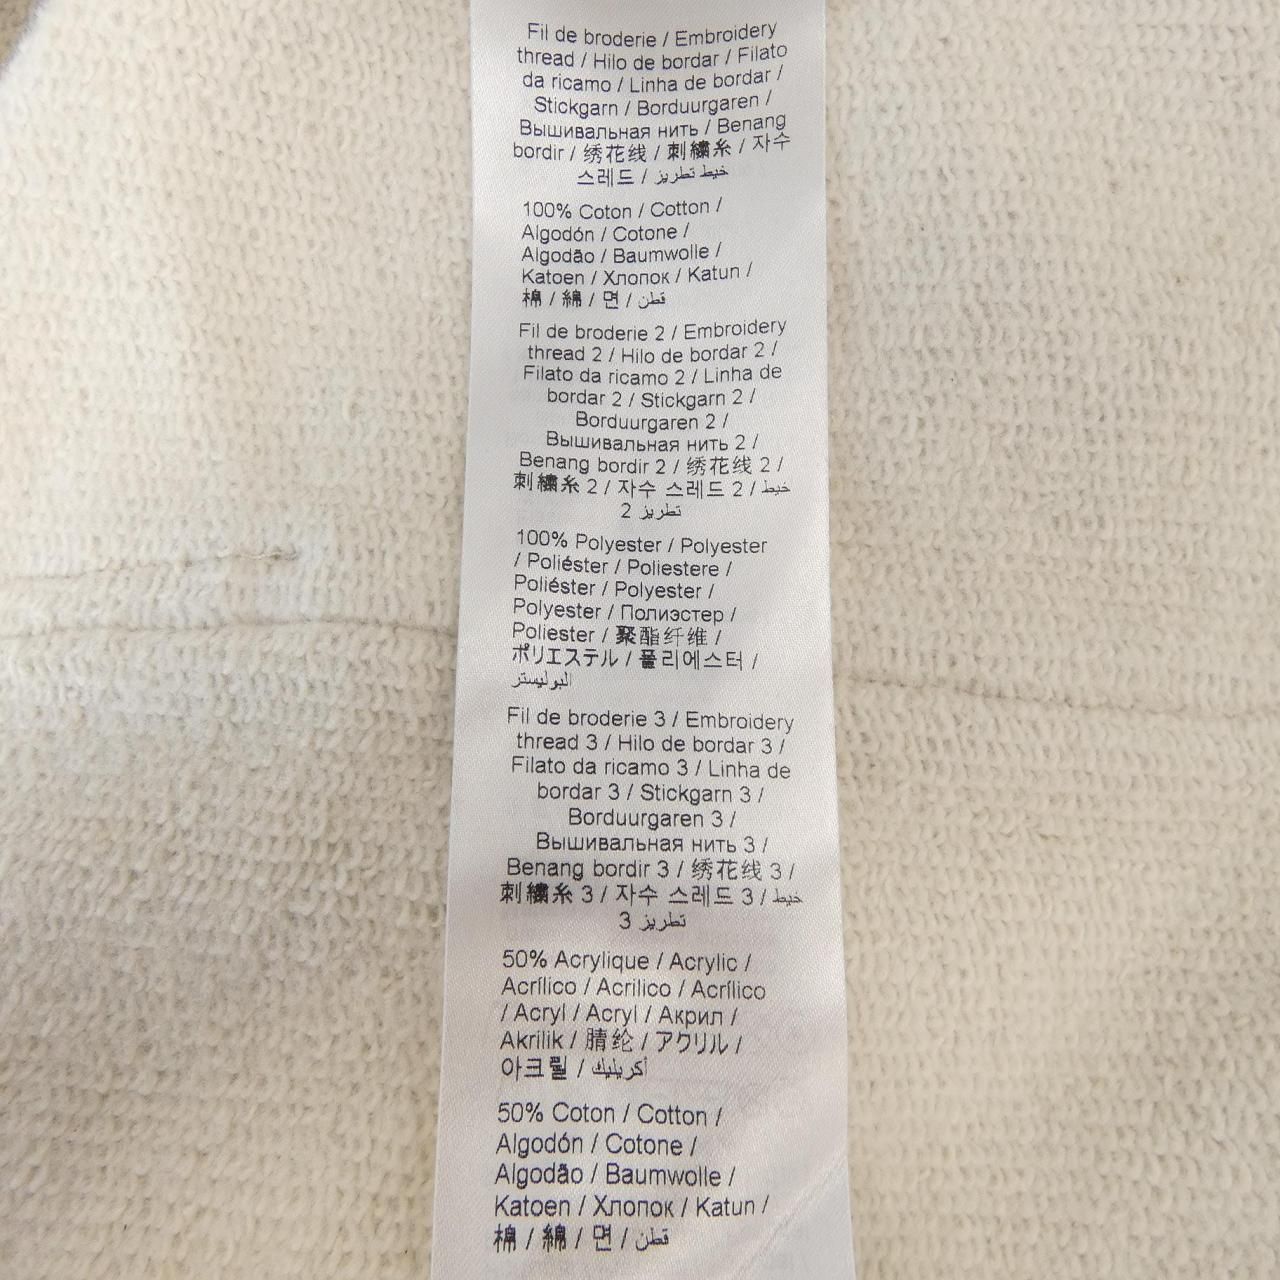 Fil de broderie / Embroidery
thread / Hilo de bordar / Filato
da ricamo / Linha de bordar /
Stickgarn / Borduurgaren /
Вышивальная нить / Benang
bordir / 绣花线 / 刺繍糸 / 자수
스레드 / خيط تطريز
100% Coton / Cotton /
Algodón / Cotone /
Algodão / Baumwolle /
Katoen / Хлопок / Katun /
棉 / 綿 / 면 / قطن
Fil de broderie 2 / Embroidery
thread 2 / Hilo de bordar 2 /
Filato da ricamo 2 / Linha de
bordar 2 / Stickgarn 2 /
Borduurgaren 2 /
Вышивальная нить 2 /
Benang bordir 2 / 绣花线 2 /
刺繍糸 2 / 자수 스레드 2 / خيط
تطريز 2
100% Polyester / Polyester
/ Poliéster / Poliestere /
Poliéster / Polyester /
Polyester / Полиэстер /
Poliester / 聚酯纤维 /
ポリエステル / 폴리에스터 /
البوليستر
Fil de broderie 3 / Embroidery
thread 3 / Hilo de bordar 3 /
Filato da ricamo 3 / Linha de
bordar 3 / Stickgarn 3 /
Borduurgaren 3 /
Вышивальная нить 3 /
Benang bordir 3 / 绣花线 3 /
刺繍糸 3 / 자수 스레드 3 / خيط
تطريز 3
50% Acrylique / Acrylic /
Acrílico / Acrilico / Acrílico
/ Acryl / Acryl / Акрил /
Akrilik / 腈纶 / アクリル /
아크릴 / أكريليك
50% Coton / Cotton /
Algodón / Cotone /
Algodão / Baumwolle /
Katoen / Хлопок / Katun /
棉 / 綿 / 면 / قطن